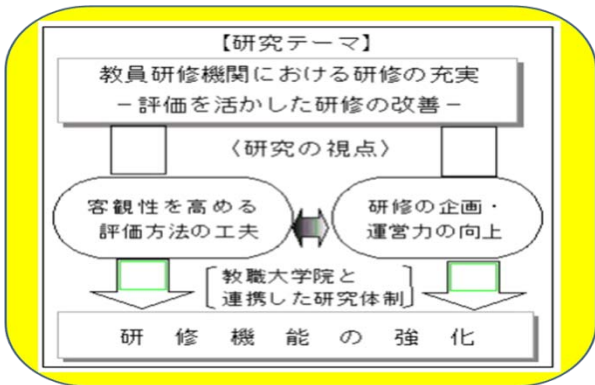 【研究テーマ】
教員研修機関における研修の充実
－評価を活かした研修の改善－
〈研究の視点〉
客観性を高める
評価方法の工夫
研修の企画・
運営力の向上
教職大学院と
連携した研究体制
研修機能の強化